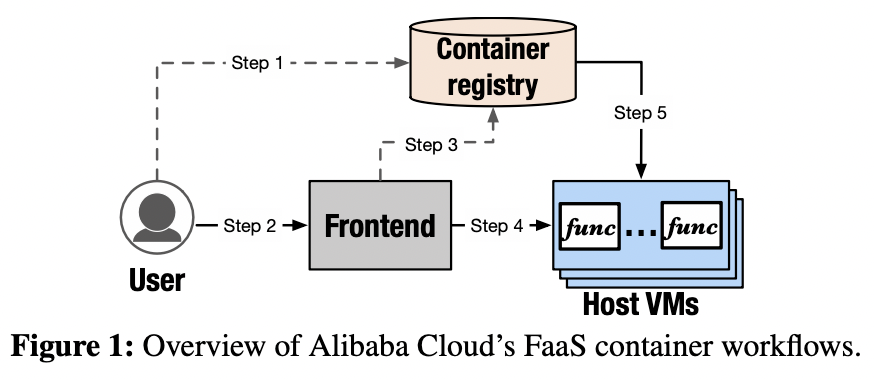 Container
registry
Step 1
Step 3
Step 5
Step 2
Frontend
Step 4
func ... func
User
Host VMs
Figure 1: Overview of Alibaba Cloud's FaaS container workflows.